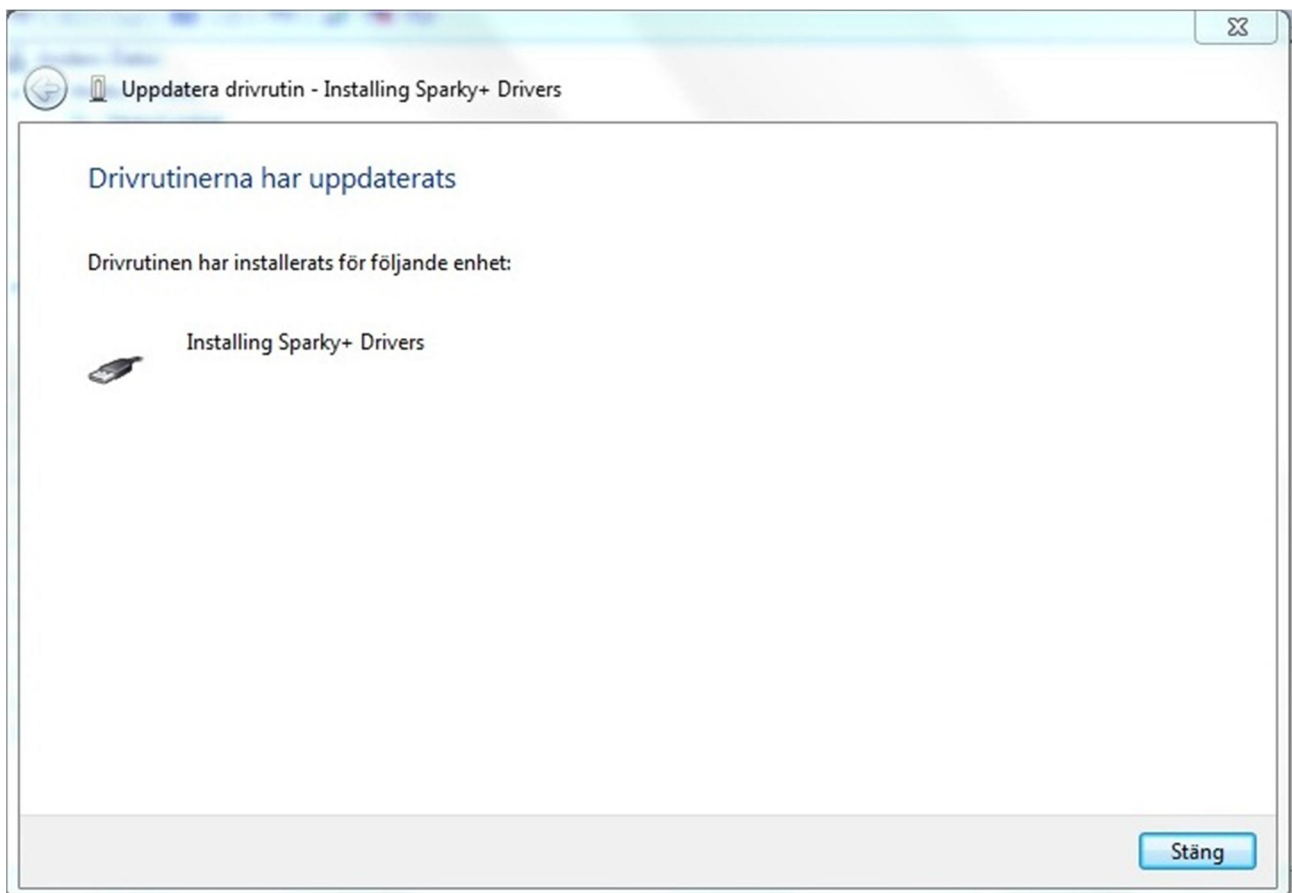 Uppdatera drivrutin - Installing Sparky+ Drivers
Drivrutinerna har uppdaterats
Drivrutinen har installerats för följande enhet:
Installing Sparky+ Drivers
Stäng